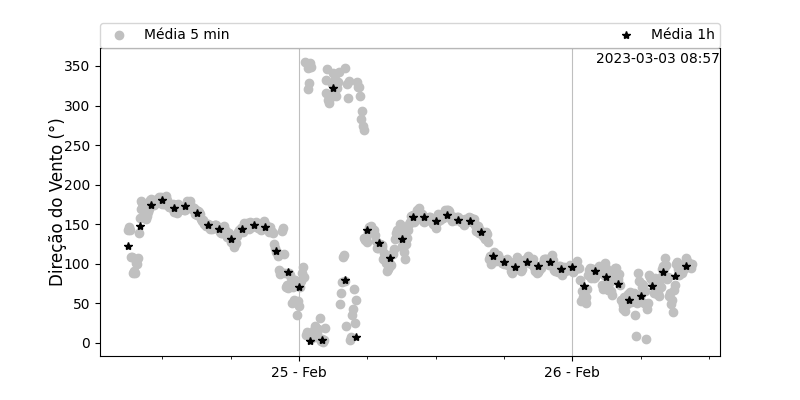 Média 5 min
Média 1h
2023-03-03 08:57
Direção do Vento (°)
350
300
250
200
150
100
50
0
25 - Feb
26 - Feb